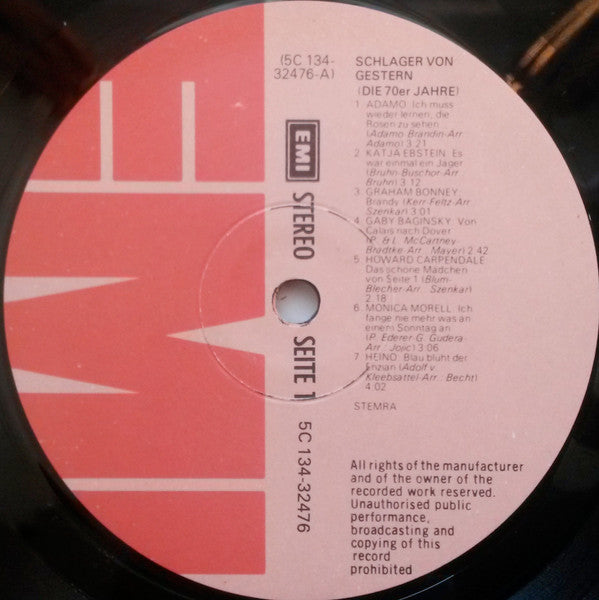 (5C 134-
32476-A)
SCHLAGER VON
GESTERN
(DIE 70er JAHRE)
1. ADAMO: Ich muss
wieder lernen, die
Rosen zu sehen
(Adamo-Brandin-Arr.
Adamo) 3.21
2. KATJA EBSTEIN: Es
war einmal ein Jäger
(Bruhn-Buschor-Arr.
Bruhn) 3.12
3. GRAHAM BONNEY:
Brandy (Kerr-Feltz-Arr.
Szenkar) 3:01
4. GABY BAGINSKY: Von
Calais nach Dover
(P. & L. McCartney-
Bradtke-Arr.: Mayer) 2.42
5. HOWARD CARPENDALE:
Das schöne Mädchen
von Seite 1 (Blum-
Blecher-Arr.: Szenkar)
2.18
6. MONICA MORELL: Ich
fange nie mehr was an
einem Sonntag an
(P. Ederer-G. Gudera-
Arr.: Jojic) 3:06
7. HEINO: Blau blüht der
Enzian (Adolf v.
Kleebsattel-Arr.: Becht)
4.02
STEMRA
EMI
STEREO
SEITE 1
5C 134-32476
All rights of the manufacturer
and of the owner of the
recorded work reserved.
Unauthorised public
performance,
broadcasting and
copying of this
record
prohibited
EMI